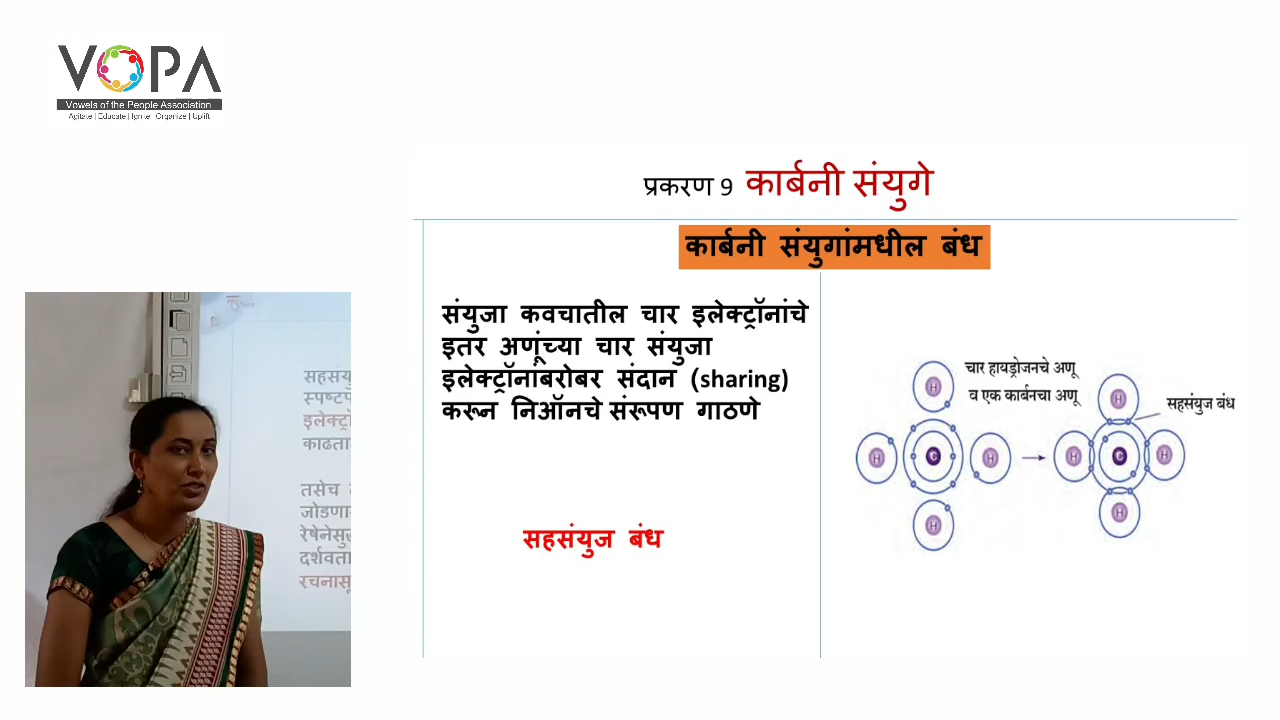 VOPA
Vowels of the People Association
Agitate | Educate | Ignite | Organize | Uplift
प्रकरण 9 कार्बनी संयुगे
कार्बनी संयुगांमधील बंध
संयुजा कवचातील चार इलेक्ट्रॉनांचे
इतर अणूंच्या चार संयुजा
इलेक्ट्रॉनांबरोबर संदान (sharing)
करून निऑनचे संरूपण गाठणे
सहसंयुज बंध
चार हायड्रोजनचे अणू
व एक कार्बनचा अणू
सहसंयुज बंध
H
H
C
H
H
H
H
C
H
H
तसेच